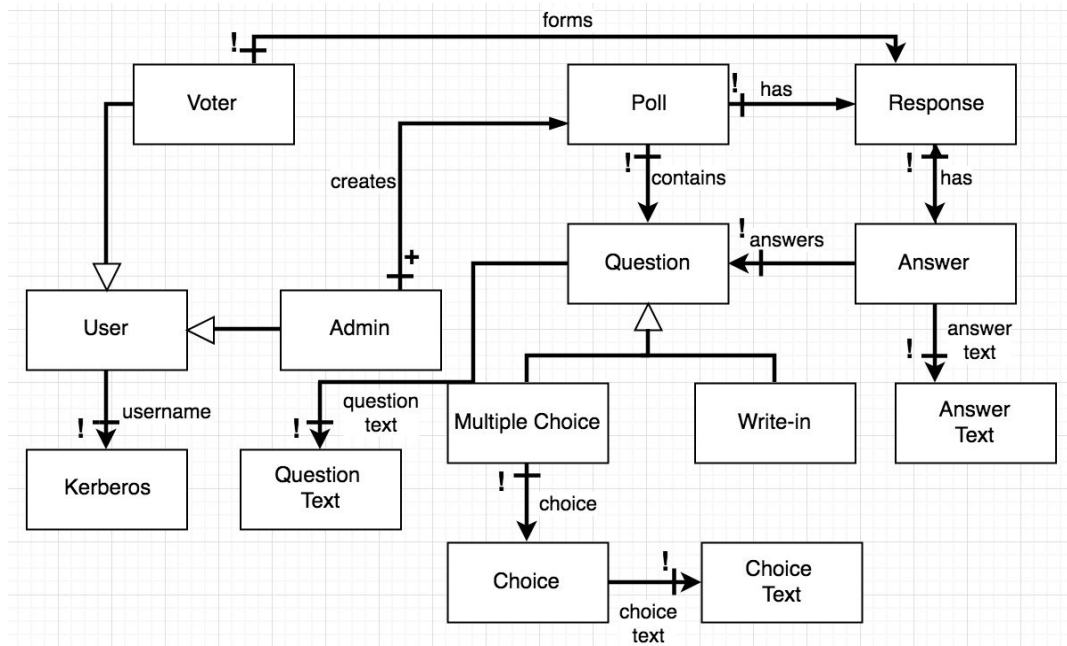 forms
!
Voter
Poll
!
has
Response
creates
!
contains
!
has
+
!
answers
Question
Answer
User
Admin
!
username
!
question
text
Multiple Choice
Write-in
!
answer
text
Answer
Text
Kerberos
Question
Text
!
choice
Choice
!
choice
text
Choice
Text